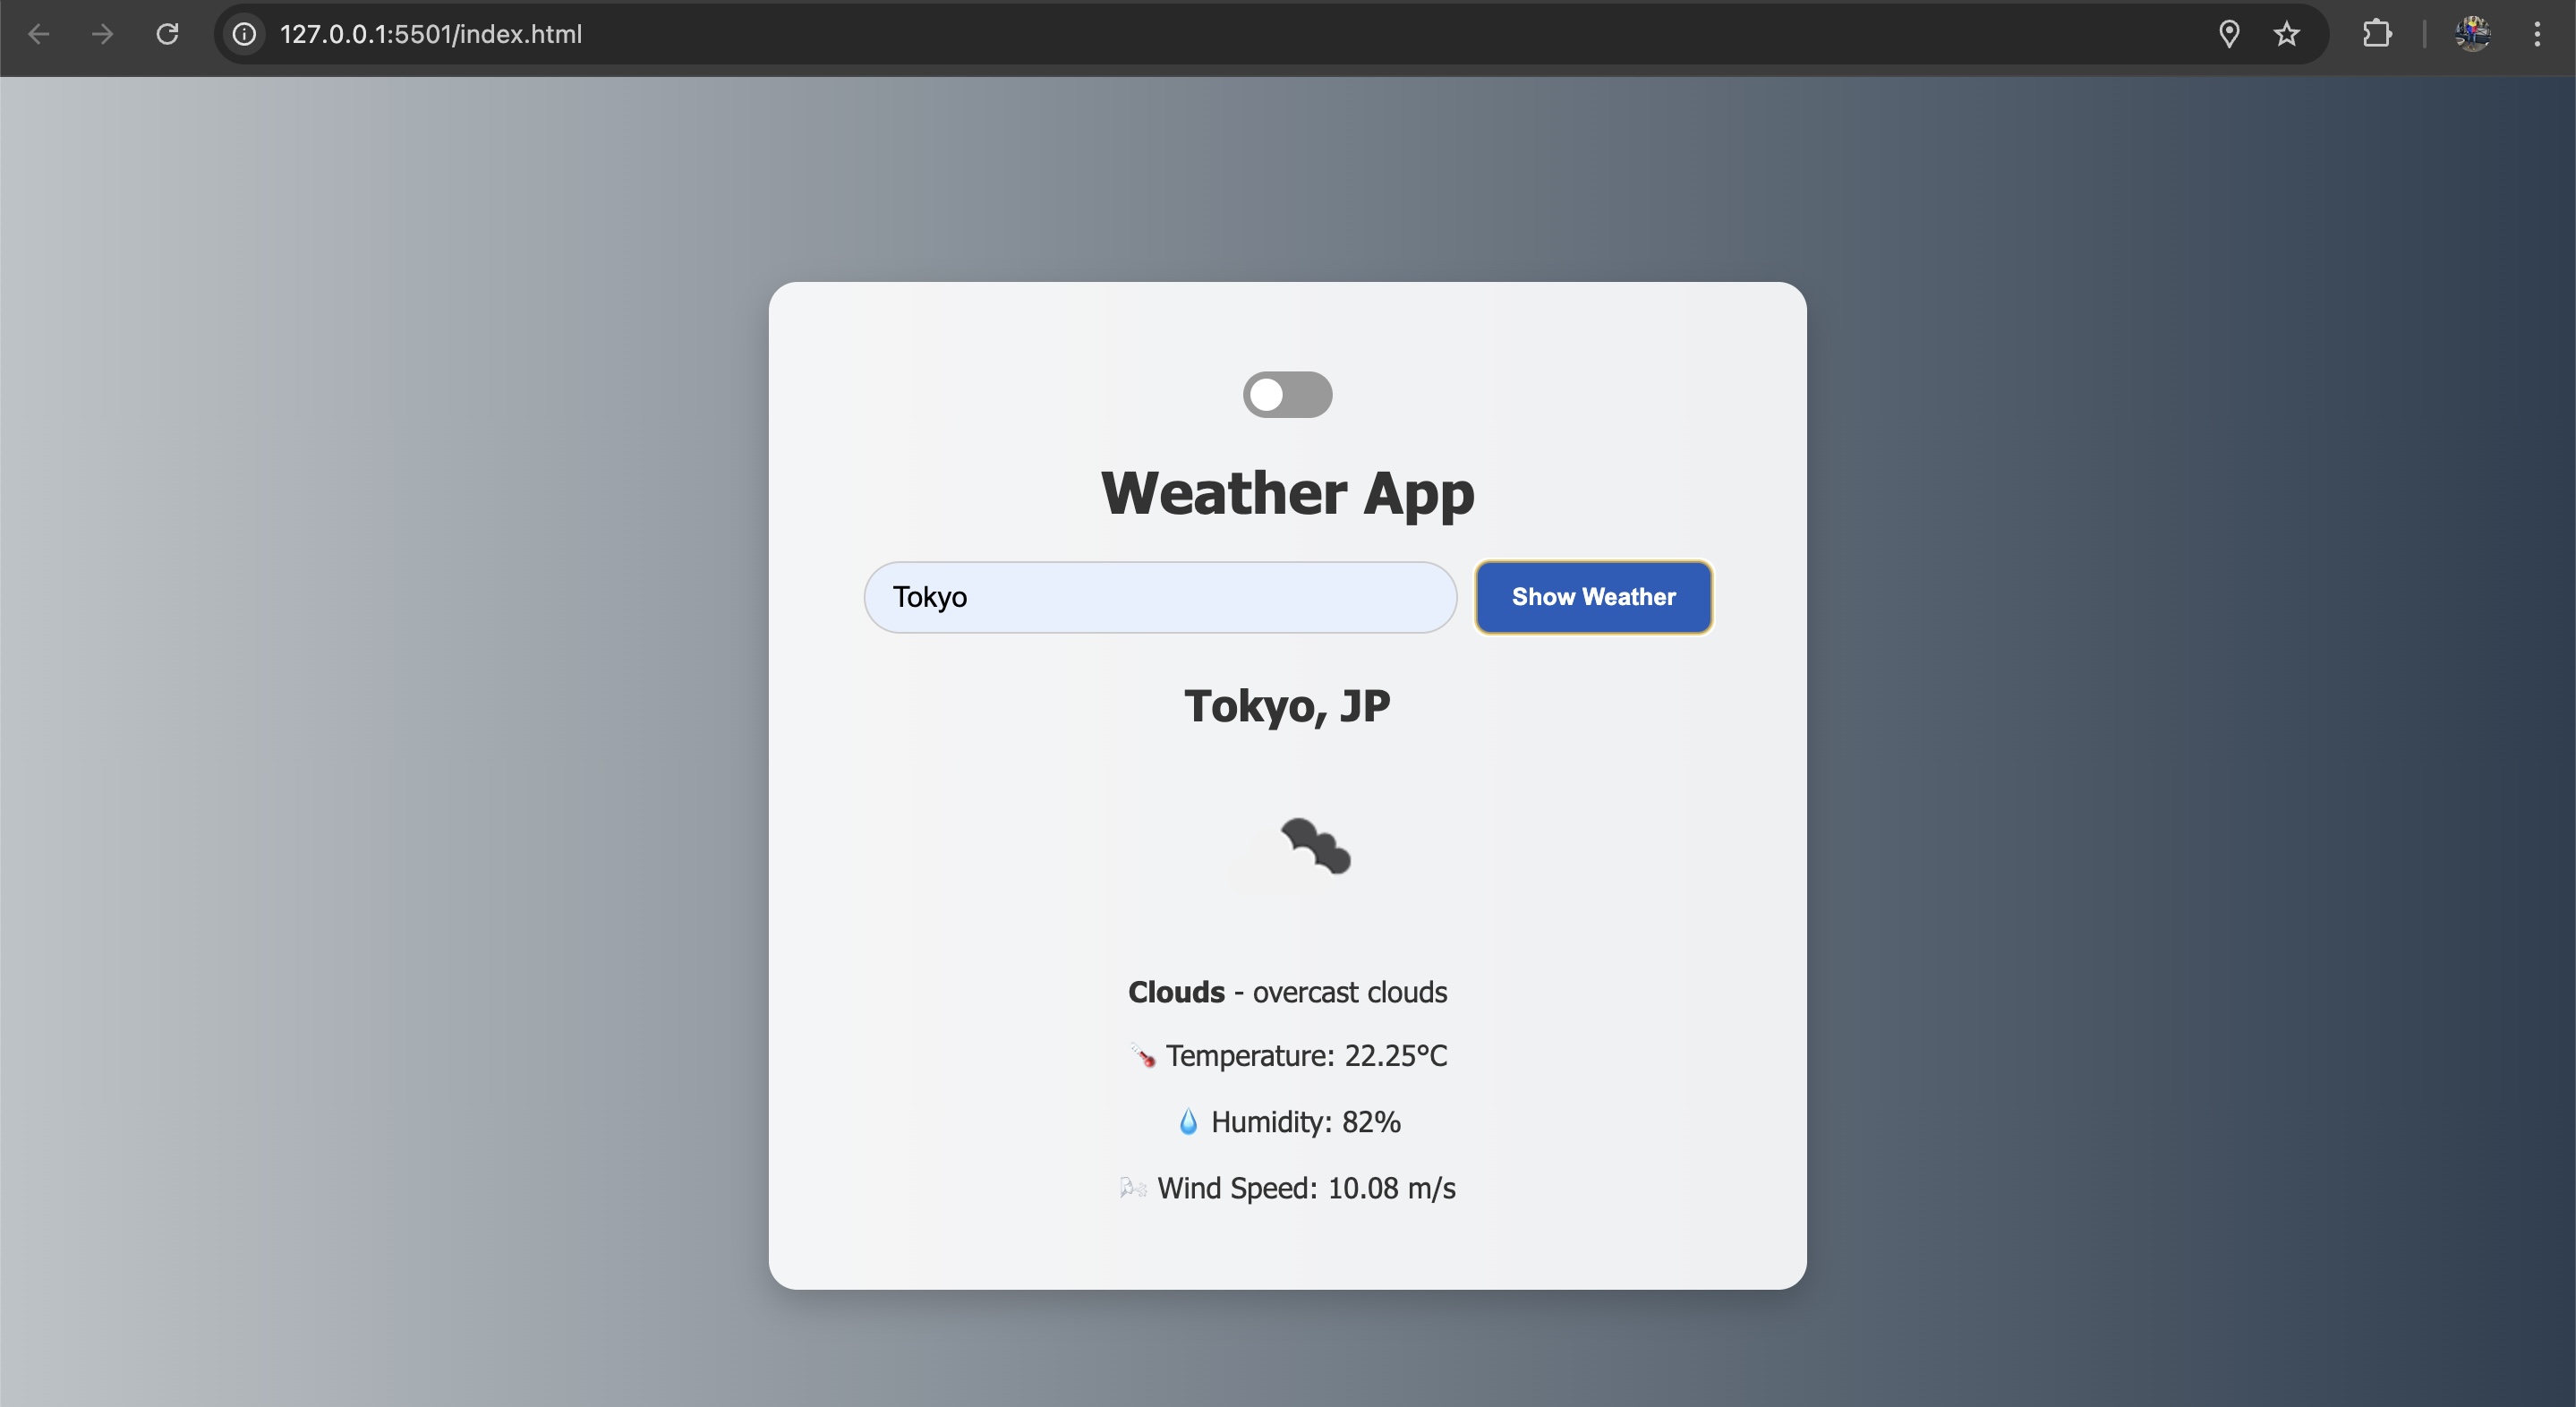 127.0.0.1:5501/index.html
Weather App
Tokyo
Show Weather
Tokyo, JP
Clouds - overcast clouds
🌡️ Temperature: 22.25°C
💧 Humidity: 82%
🌬️ Wind Speed: 10.08 m/s